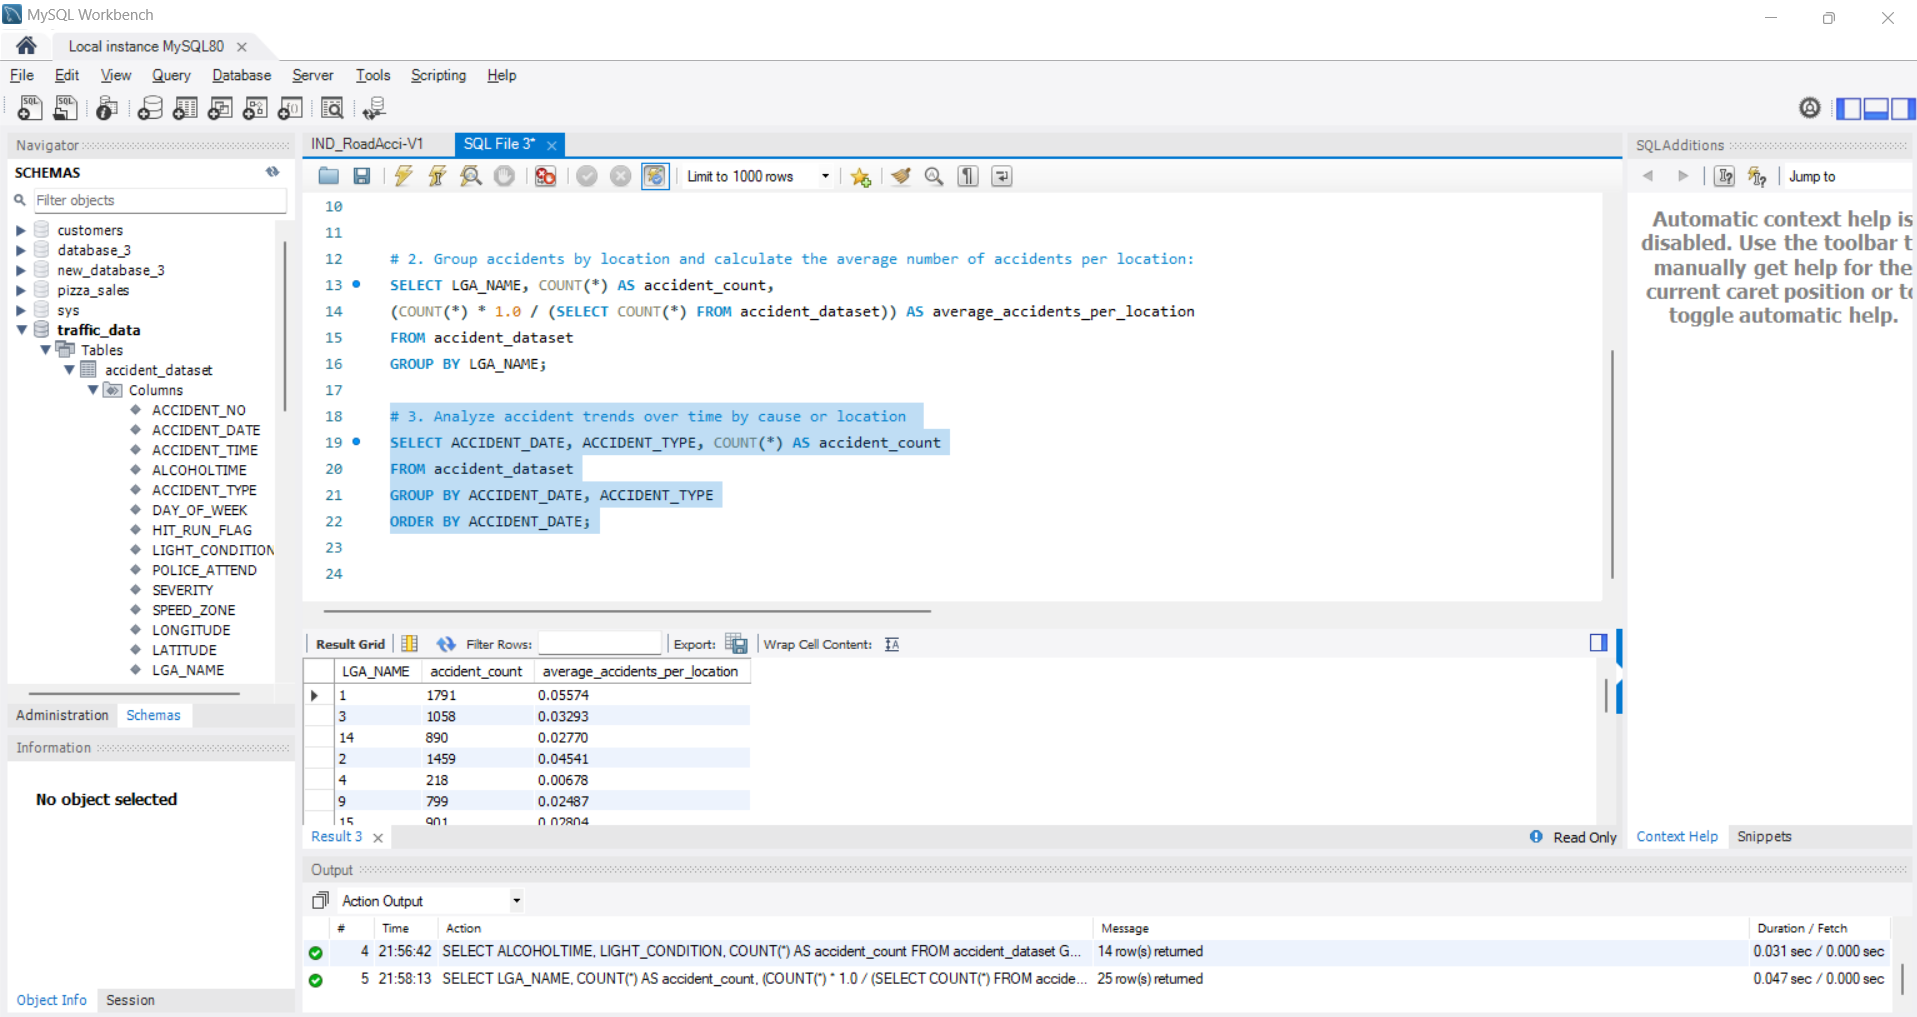 MySQL Workbench
Local instance MySQL80
File Edit View Query Database Server Tools Scripting Help
Navigator
SCHEMAS
Filter objects
customers
database_3
new_database_3
pizza_sales
sys
traffic_data
Tables
accident_dataset
Columns
ACCIDENT_NO
ACCIDENT_DATE
ACCIDENT_TIME
ALCOHOLTIME
ACCIDENT_TYPE
DAY_OF_WEEK
HIT_RUN_FLAG
LIGHT_CONDITION
POLICE_ATTEND
SEVERITY
SPEED_ZONE
LONGITUDE
LATITUDE
LGA_NAME
Administration Schemas
Information
No object selected
Object Info Session
IND_RoadAcci-V1 SQL File 3*
Limit to 1000 rows
10
11
12 # 2. Group accidents by location and calculate the average number of accidents per location:
13 SELECT LGA_NAME, COUNT(*) AS accident_count,
14 (COUNT(*) * 1.0 / (SELECT COUNT(*) FROM accident_dataset)) AS average_accidents_per_location
15 FROM accident_dataset
16 GROUP BY LGA_NAME;
17
18 # 3. Analyze accident trends over time by cause or location
19 SELECT ACCIDENT_DATE, ACCIDENT_TYPE, COUNT(*) AS accident_count
20 FROM accident_dataset
21 GROUP BY ACCIDENT_DATE, ACCIDENT_TYPE
22 ORDER BY ACCIDENT_DATE;
23
24
Result Grid Filter Rows: Export: Wrap Cell Content:
LGA_NAME accident_count average_accidents_per_location
1 1791 0.05574
3 1058 0.03293
14 890 0.02770
2 1459 0.04541
4 218 0.00678
9 799 0.02487
15 901 0.02804
Result 3 Read Only
Output
Action Output
# Time Action Message Duration / Fetch
4 21:56:42 SELECT ALCOHOLTIME, LIGHT_CONDITION, COUNT(*) AS accident_count FROM accident_dataset G... 14 row(s) returned 0.031 sec / 0.000 sec
5 21:58:13 SELECT LGA_NAME, COUNT(*) AS accident_count, (COUNT(*) * 1.0 / (SELECT COUNT(*) FROM accide... 25 row(s) returned 0.047 sec / 0.000 sec
SQLAdditions
Jump to
Automatic context help is
disabled. Use the toolbar t
manually get help for the
current caret position or to
toggle automatic help.
Context Help Snippets